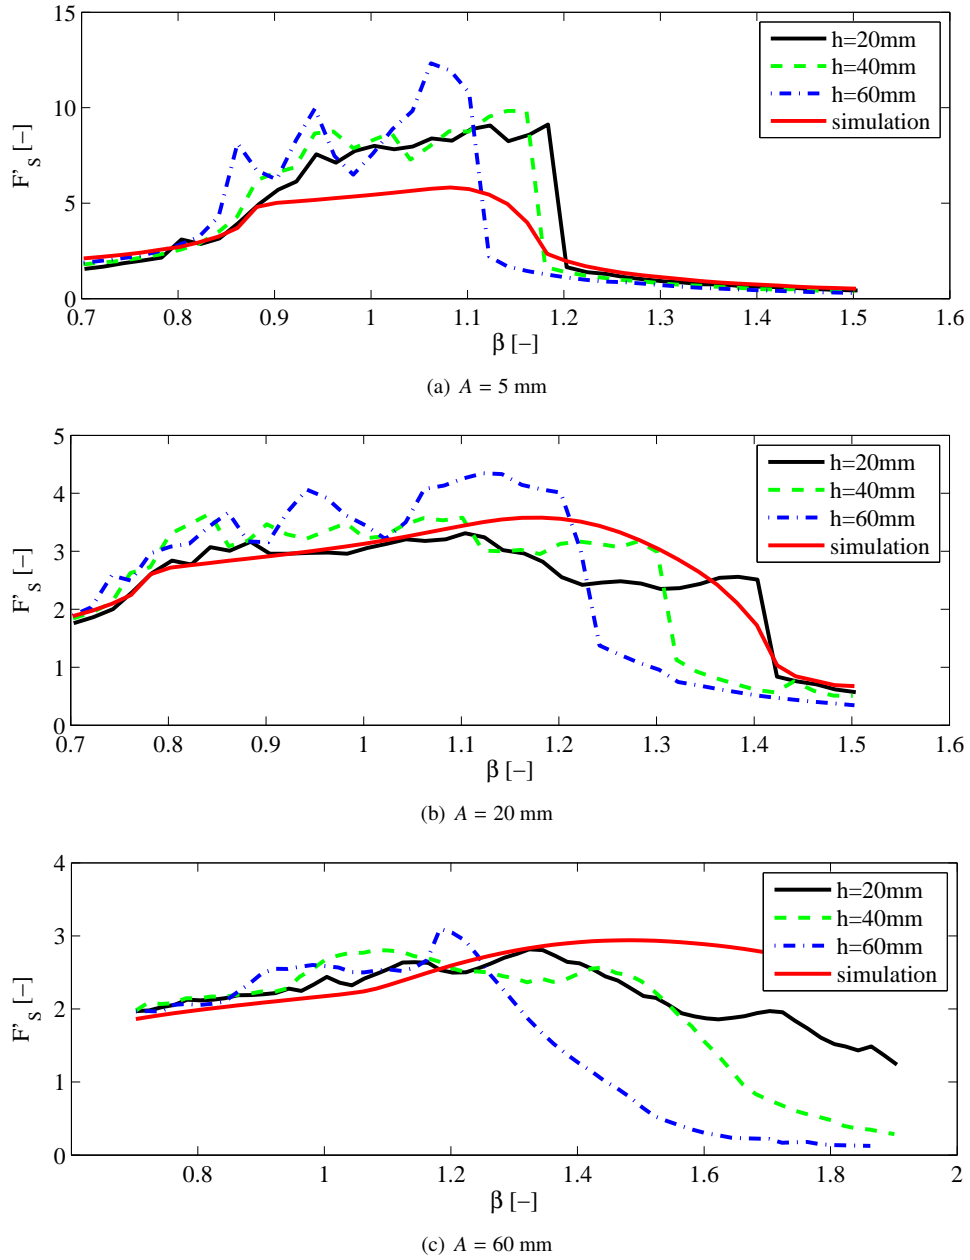 15
10
5
0
F'S [–]
h=20mm
h=40mm
h=60mm
simulation
0.7 0.8 0.9 1 1.1 1.2 1.3 1.4 1.5 1.6
β [–]
(a) A = 5 mm
5
4
3
2
1
0
F'S [–]
h=20mm
h=40mm
h=60mm
simulation
0.7 0.8 0.9 1 1.1 1.2 1.3 1.4 1.5 1.6
β [–]
(b) A = 20 mm
4
3
2
1
0
F'S [–]
h=20mm
h=40mm
h=60mm
simulation
0.8 1 1.2 1.4 1.6 1.8 2
β [–]
(c) A = 60 mm